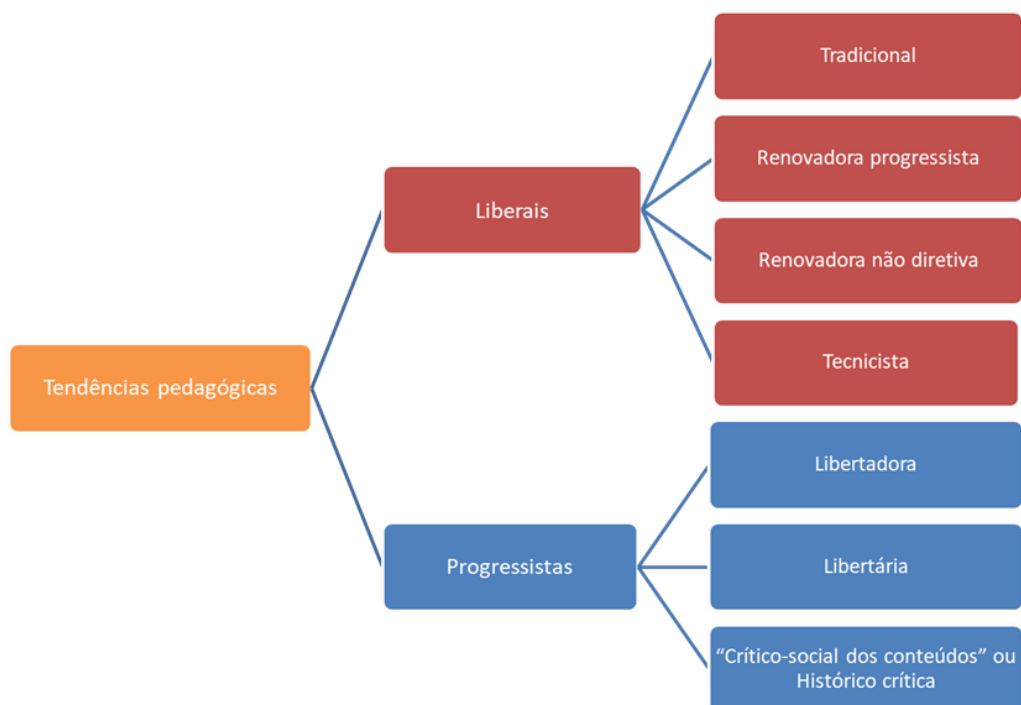 Tradicional
Renovadora progressista
Liberais
Renovadora não diretiva
Tecnicista
Tendências pedagógicas
Libertadora
Progressistas
Libertária
“Crítico-social dos conteúdos” ou
Histórico crítica